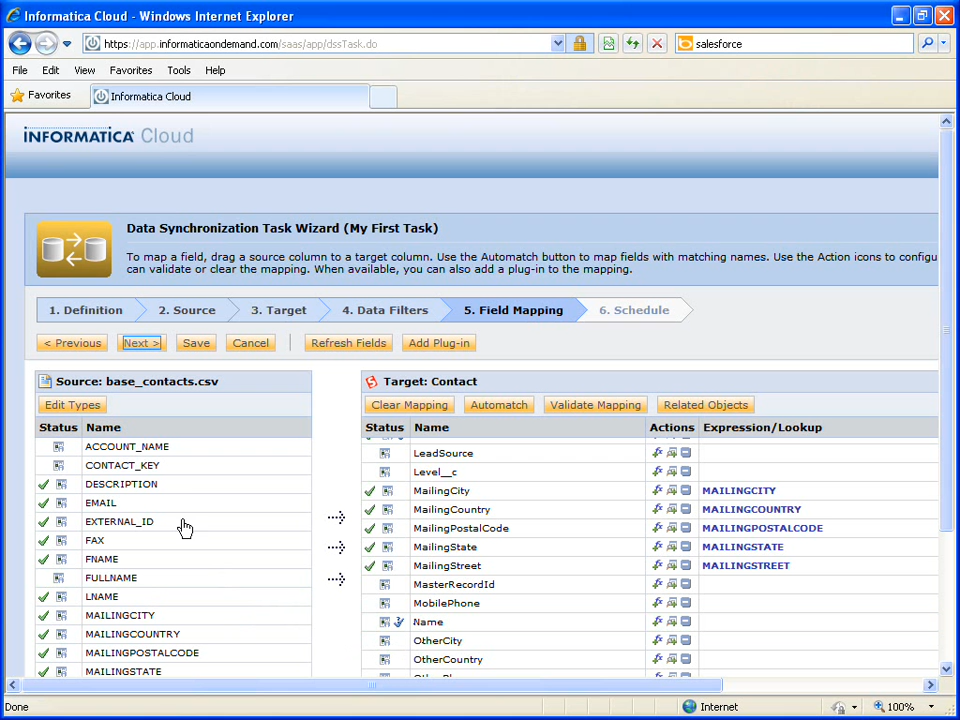 Informatica Cloud - Windows Internet Explorer
https://app.informaticaondemand.com/saas/app/dssTask.do
salesforce
File Edit View Favorites Tools Help
Favorites
Informatica Cloud
INFORMATICA Cloud
Data Synchronization Task Wizard (My First Task)
To map a field, drag a source column to a target column. Use the Automatch button to map fields with matching names. Use the Action icons to configu
can validate or clear the mapping. When available, you can also add a plug-in to the mapping.
1. Definition 2. Source 3. Target 4. Data Filters 5. Field Mapping 6. Schedule
< Previous Next > Save Cancel Refresh Fields Add Plug-in
Source: base_contacts.csv
Edit Types
Status Name
ACCOUNT_NAME
CONTACT_KEY
DESCRIPTION
EMAIL
EXTERNAL_ID
FAX
FNAME
FULLNAME
LNAME
MAILINGCITY
MAILINGCOUNTRY
MAILINGPOSTALCODE
MAILINGSTATE
Target: Contact
Clear Mapping Automatch Validate Mapping Related Objects
Status Name Actions Expression/Lookup
LeadSource
Level__c
MailingCity MAILINGCITY
MailingCountry MAILINGCOUNTRY
MailingPostalCode MAILINGPOSTALCODE
MailingState MAILINGSTATE
MailingStreet MAILINGSTREET
MasterRecordId
MobilePhone
Name
OtherCity
OtherCountry
Done Internet 100%